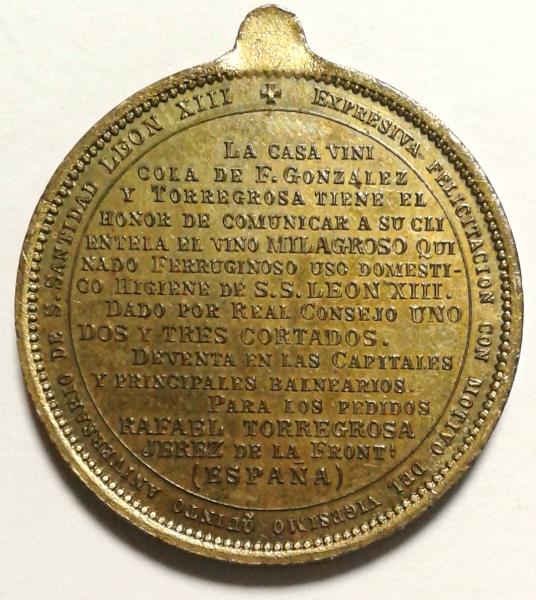 ✠ EXPRESIVA FELICITACION CON MOTIVO DEL VIGESIMO QUINTO ANIVERSARIO DE S. SANTIDAD LEON XIII
LA CASA VINI
COLA DE F. GONZALEZ
Y TORREGROSA TIENE EL
HONOR DE COMUNICAR A SU CLI
ENTELA EL VINO MILAGROSO QUI
NADO FERRUGINOSO USO DOMESTI-
CO HIGIENE DE S.S. LEON XIII.
DADO POR REAL CONSEJO UNO
DOS Y TRES CORTADOS.
DEVENTA EN LAS CAPITALES
Y PRINCIPALES BALNEARIOS.
PARA LOS PEDIDOS
RAFAEL TORREGROSA
JEREZ DE LA FRONT.ᵃ
(ESPAÑA)